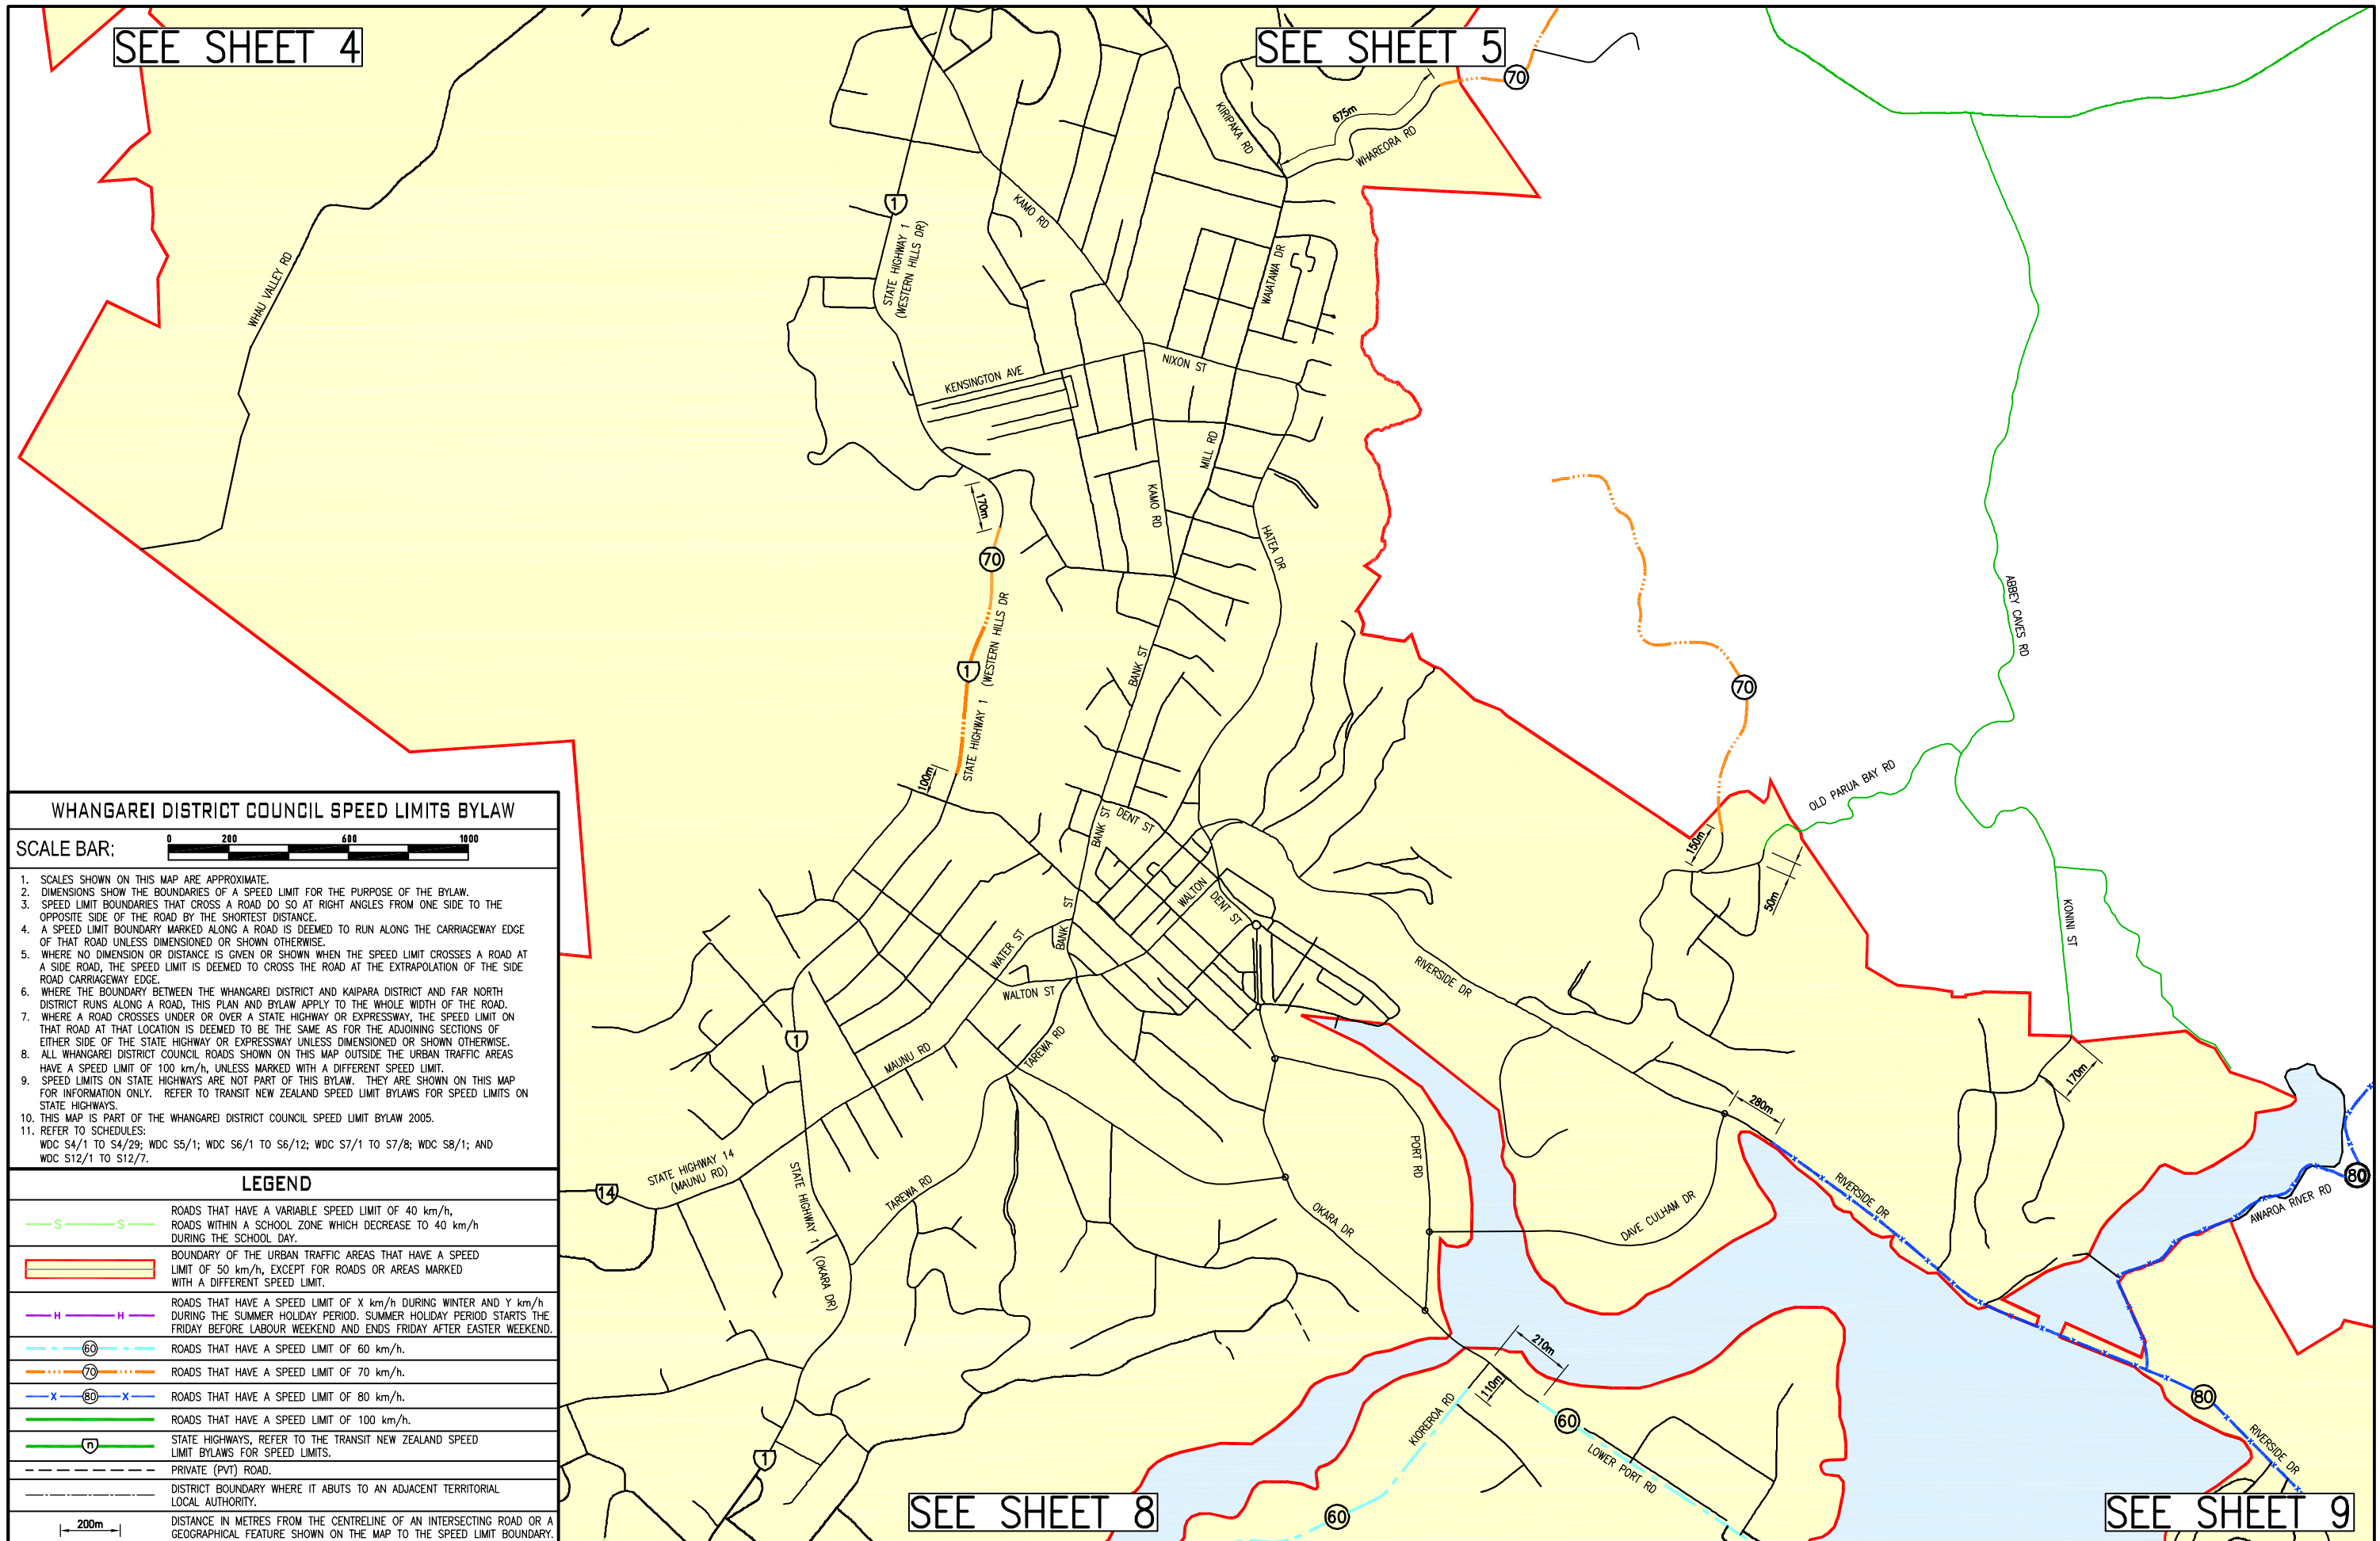 SEE SHEET 4
SEE SHEET 5
70
675m
KIRIPAKA RD
WHAREORA RD
1
KAMO RD
STATE HIGHWAY 1
(WESTERN HILLS DR)
WHAU VALLEY RD
WAIATAWA DR
NIXON ST
KENSINGTON AVE
MILL RD
KAMO RD
170m
HATEA DR
70
ABBEY CAVES RD
1
STATE HIGHWAY 1 (WESTERN HILLS DR
BANK ST
70
100m
OLD PARUA BAY RD
BANK ST
DENT ST
150m
50m
WALTON
DENT ST
BANK ST
WATER ST
WALTON ST
RIVERSIDE DR
KONINI ST
1
MAUNU RD
TAREWA RD
170m
280m
PORT RD
STATE HIGHWAY 14
(MAUNU RD)
14
TAREWA RD
STATE HIGHWAY 1 (OKARA DR)
OKARA DR
DAVE CULHAM DR
RIVERSIDE DR
80
AWAROA RIVER RD
210m
110m
KIOREROA RD
60
LOWER PORT RD
80
RIVERSIDE DR
1
60
SEE SHEET 8
SEE SHEET 9
WHANGAREI DISTRICT COUNCIL SPEED LIMITS BYLAW
SCALE BAR:
0 200 600 1000
1. SCALES SHOWN ON THIS MAP ARE APPROXIMATE.
2. DIMENSIONS SHOW THE BOUNDARIES OF A SPEED LIMIT FOR THE PURPOSE OF THE BYLAW.
3. SPEED LIMIT BOUNDARIES THAT CROSS A ROAD DO SO AT RIGHT ANGLES FROM ONE SIDE TO THE
OPPOSITE SIDE OF THE ROAD BY THE SHORTEST DISTANCE.
4. A SPEED LIMIT BOUNDARY MARKED ALONG A ROAD IS DEEMED TO RUN ALONG THE CARRIAGEWAY EDGE
OF THAT ROAD UNLESS DIMENSIONED OR SHOWN OTHERWISE.
5. WHERE NO DIMENSION OR DISTANCE IS GIVEN OR SHOWN WHEN THE SPEED LIMIT CROSSES A ROAD AT
A SIDE ROAD, THE SPEED LIMIT IS DEEMED TO CROSS THE ROAD AT THE EXTRAPOLATION OF THE SIDE
ROAD CARRIAGEWAY EDGE.
6. WHERE THE BOUNDARY BETWEEN THE WHANGAREI DISTRICT AND KAIPARA DISTRICT AND FAR NORTH
DISTRICT RUNS ALONG A ROAD, THIS PLAN AND BYLAW APPLY TO THE WHOLE WIDTH OF THE ROAD.
7. WHERE A ROAD CROSSES UNDER OR OVER A STATE HIGHWAY OR EXPRESSWAY, THE SPEED LIMIT ON
THAT ROAD AT THAT LOCATION IS DEEMED TO BE THE SAME AS FOR THE ADJOINING SECTIONS OF
EITHER SIDE OF THE STATE HIGHWAY OR EXPRESSWAY UNLESS DIMENSIONED OR SHOWN OTHERWISE.
8. ALL WHANGAREI DISTRICT COUNCIL ROADS SHOWN ON THIS MAP OUTSIDE THE URBAN TRAFFIC AREAS
HAVE A SPEED LIMIT OF 100 km/h, UNLESS MARKED WITH A DIFFERENT SPEED LIMIT.
9. SPEED LIMITS ON STATE HIGHWAYS ARE NOT PART OF THIS BYLAW. THEY ARE SHOWN ON THIS MAP
FOR INFORMATION ONLY. REFER TO TRANSIT NEW ZEALAND SPEED LIMIT BYLAWS FOR SPEED LIMITS ON
STATE HIGHWAYS.
10. THIS MAP IS PART OF THE WHANGAREI DISTRICT COUNCIL SPEED LIMIT BYLAW 2005.
11. REFER TO SCHEDULES:
WDC S4/1 TO S4/29; WDC S5/1; WDC S6/1 TO S6/12; WDC S7/1 TO S7/8; WDC S8/1; AND
WDC S12/1 TO S12/7.
LEGEND
S S
ROADS THAT HAVE A VARIABLE SPEED LIMIT OF 40 km/h,
ROADS WITHIN A SCHOOL ZONE WHICH DECREASE TO 40 km/h
DURING THE SCHOOL DAY.
BOUNDARY OF THE URBAN TRAFFIC AREAS THAT HAVE A SPEED
LIMIT OF 50 km/h, EXCEPT FOR ROADS OR AREAS MARKED
WITH A DIFFERENT SPEED LIMIT.
H H
ROADS THAT HAVE A SPEED LIMIT OF X km/h DURING WINTER AND Y km/h
DURING THE SUMMER HOLIDAY PERIOD. SUMMER HOLIDAY PERIOD STARTS THE
FRIDAY BEFORE LABOUR WEEKEND AND ENDS FRIDAY AFTER EASTER WEEKEND.
60 ROADS THAT HAVE A SPEED LIMIT OF 60 km/h.
70 ROADS THAT HAVE A SPEED LIMIT OF 70 km/h.
X 80 X ROADS THAT HAVE A SPEED LIMIT OF 80 km/h.
ROADS THAT HAVE A SPEED LIMIT OF 100 km/h.
n STATE HIGHWAYS, REFER TO THE TRANSIT NEW ZEALAND SPEED
LIMIT BYLAWS FOR SPEED LIMITS.
PRIVATE (PVT) ROAD.
DISTRICT BOUNDARY WHERE IT ABUTS TO AN ADJACENT TERRITORIAL
LOCAL AUTHORITY.
200m DISTANCE IN METRES FROM THE CENTRELINE OF AN INTERSECTING ROAD OR A
GEOGRAPHICAL FEATURE SHOWN ON THE MAP TO THE SPEED LIMIT BOUNDARY.